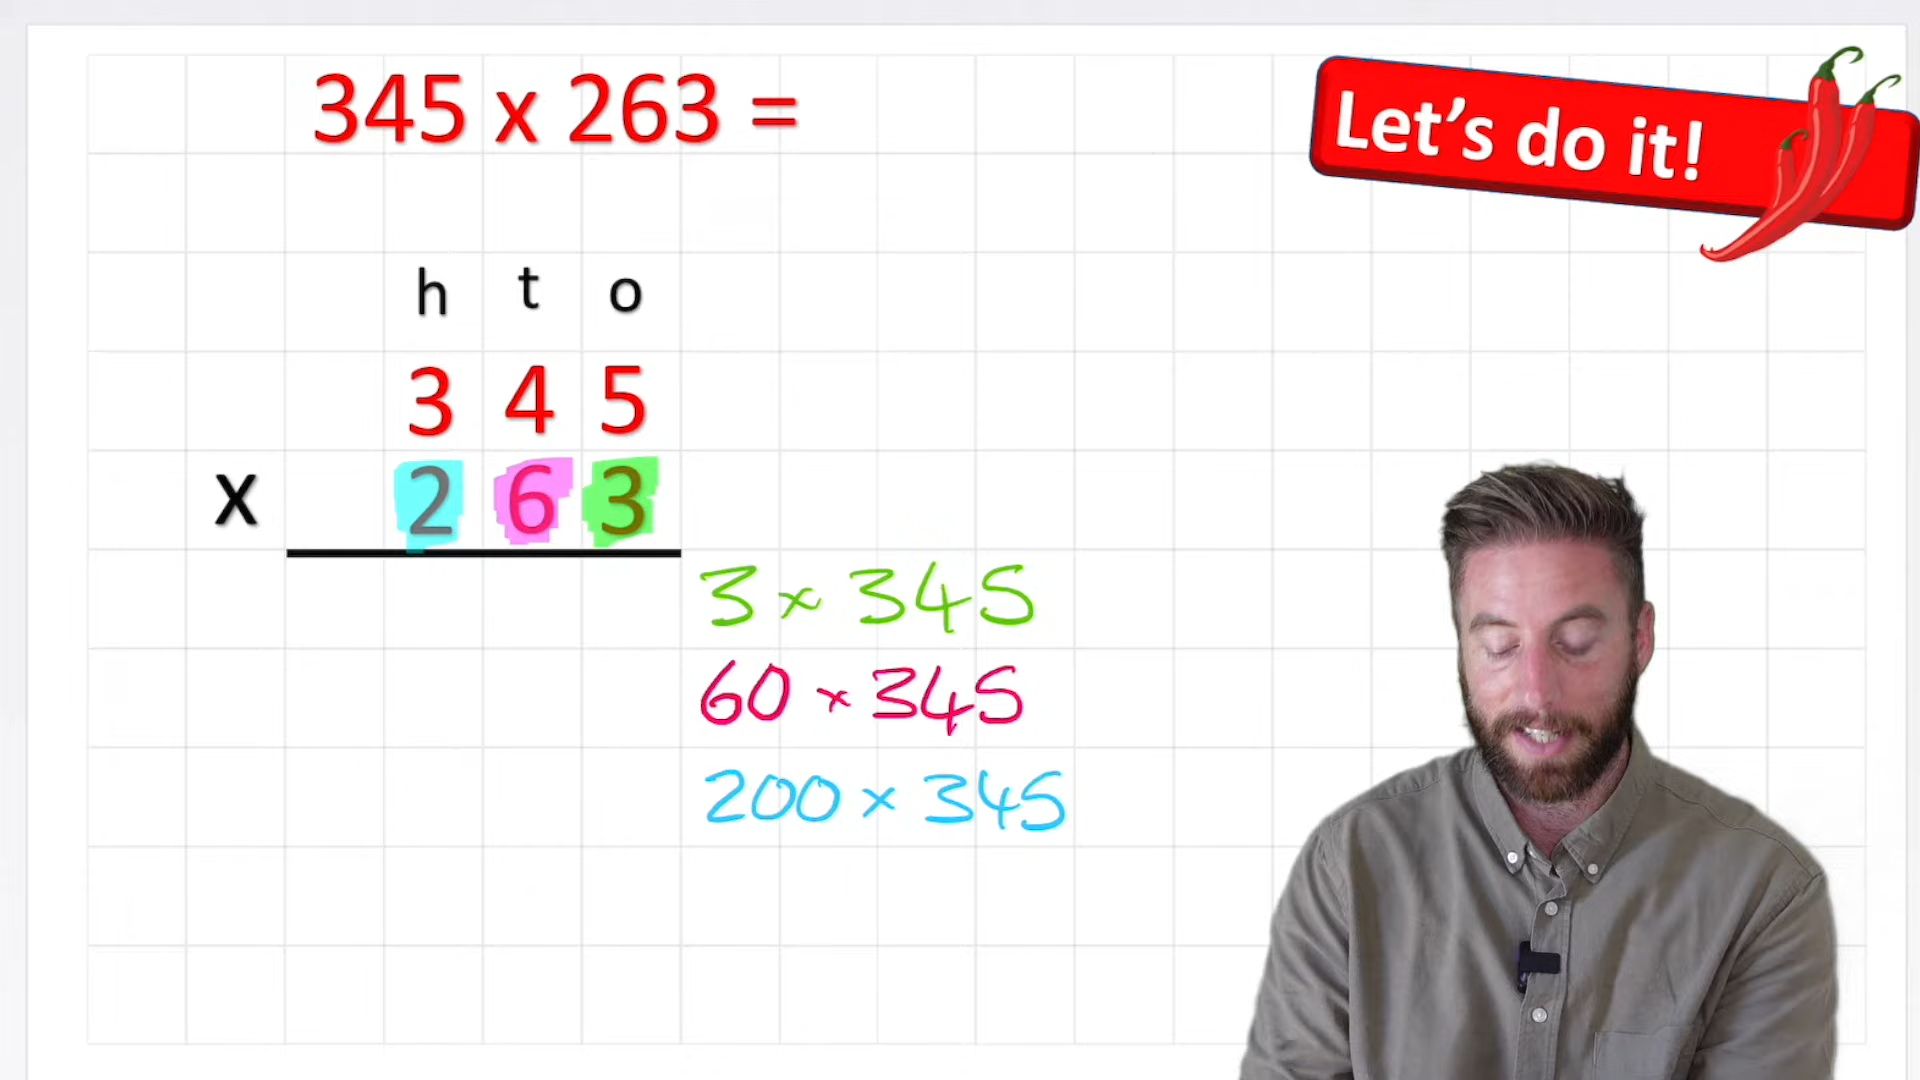 345 x 263 =
Let's do it!
h t o
3 4 5
x 2 6 3
3 × 345
60 × 345
200 × 345